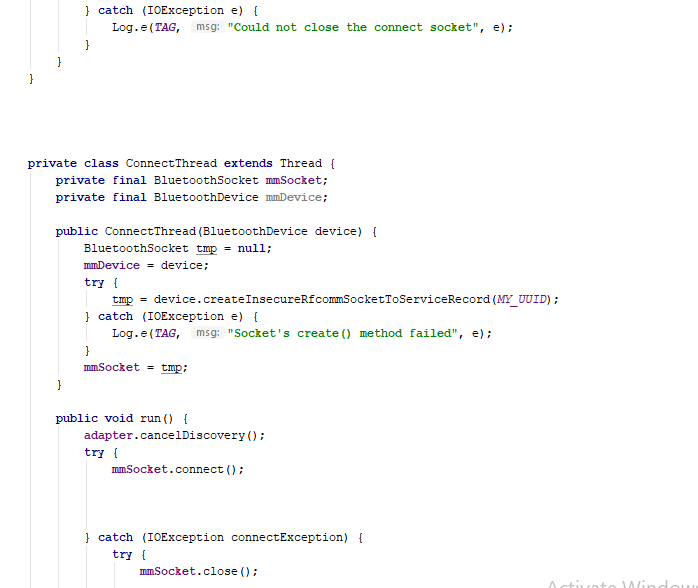 } catch (IOException e) {
Log.e(TAG, msg: "Could not close the connect socket", e);
}
}
}
private class ConnectThread extends Thread {
private final BluetoothSocket mmSocket;
private final BluetoothDevice mmDevice;
public ConnectThread(BluetoothDevice device) {
BluetoothSocket tmp = null;
mmDevice = device;
try {
tmp = device.createInsecureRfcommSocketToServiceRecord(MY_UUID);
} catch (IOException e) {
Log.e(TAG, msg: "Socket's create() method failed", e);
}
mmSocket = tmp;
}
public void run() {
adapter.cancelDiscovery();
try {
mmSocket.connect();
} catch (IOException connectException) {
try {
mmSocket.close();
Activate Windows